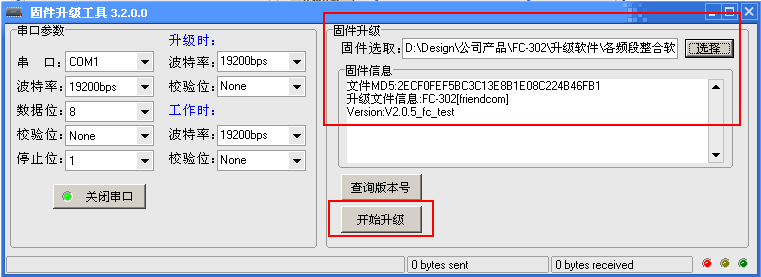 固件升级工具 3.2.0.0
串口参数
升级时：
串　口： COM1
波特率： 19200bps
波特率： 19200bps
校验位： None
数据位： 8
工作时：
校验位： None
波特率： 19200bps
停止位： 1
校验位： None
关闭串口
固件升级
固件选取： D:\Design\公司产品\FC-302\升级软件\各频段整合软
选择
固件信息
文件MD5:2ECF0FEF5BC3C13E8B1E08C224B46FB1
升级文件信息:FC-302[friendcom]
Version:V2.0.5_fc_test
查询版本号
开始升级
0 bytes sent
0 bytes received